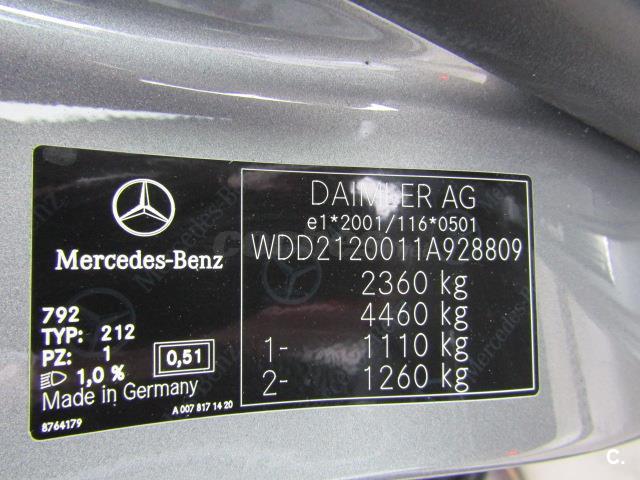 Mercedes-Benz
792
TYP: 212
PZ: 1
1,0 %
0,51
Made in Germany
A 007 817 14 20
8764179
DAIMLER AG
e1*2001/116*0501
WDD2120011A928809
2360 kg
4460 kg
1- 1110 kg
2- 1260 kg
C.